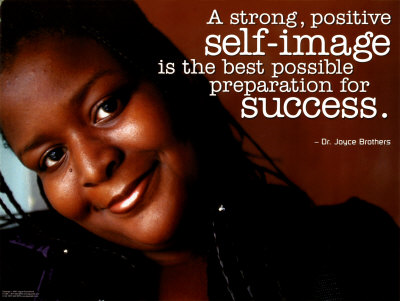 A strong, positive
self-image
is the best possible
preparation for
success.
– Dr. Joyce Brothers